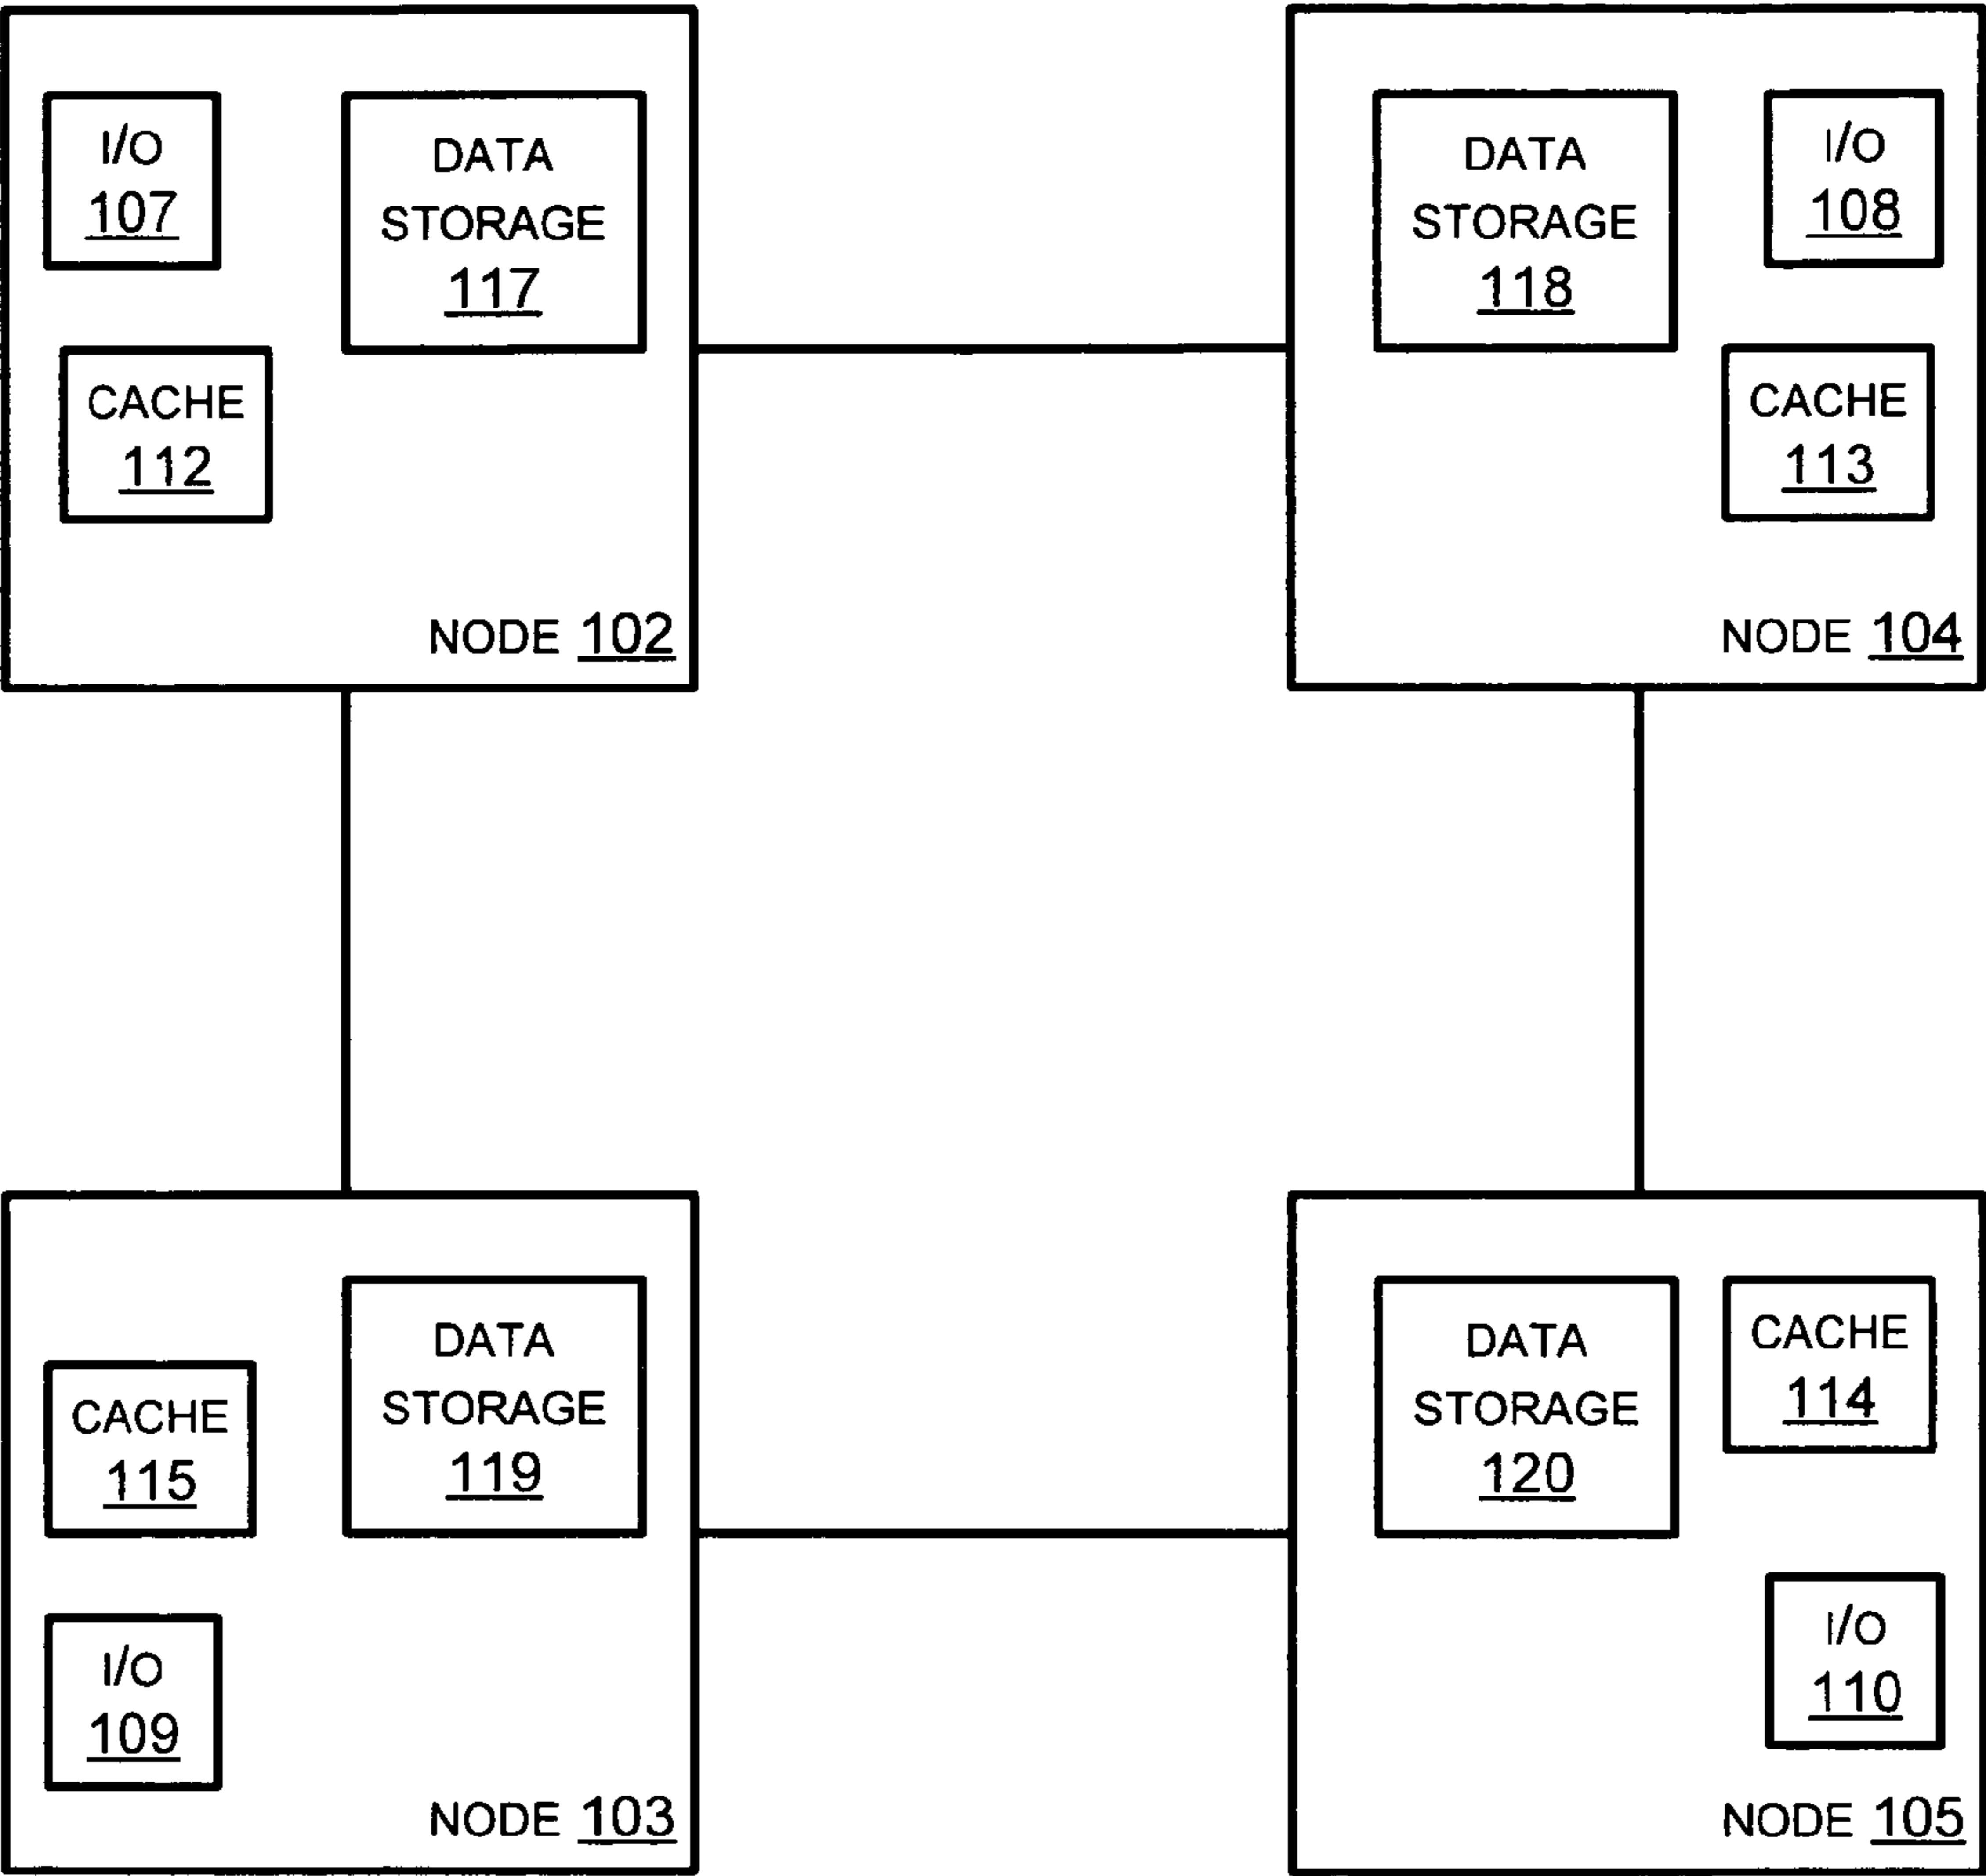 I/O
107
DATA
STORAGE
117
CACHE
112
NODE 102
DATA
STORAGE
118
I/O
108
CACHE
113
NODE 104
CACHE
115
DATA
STORAGE
119
I/O
109
NODE 103
DATA
STORAGE
120
CACHE
114
I/O
110
NODE 105